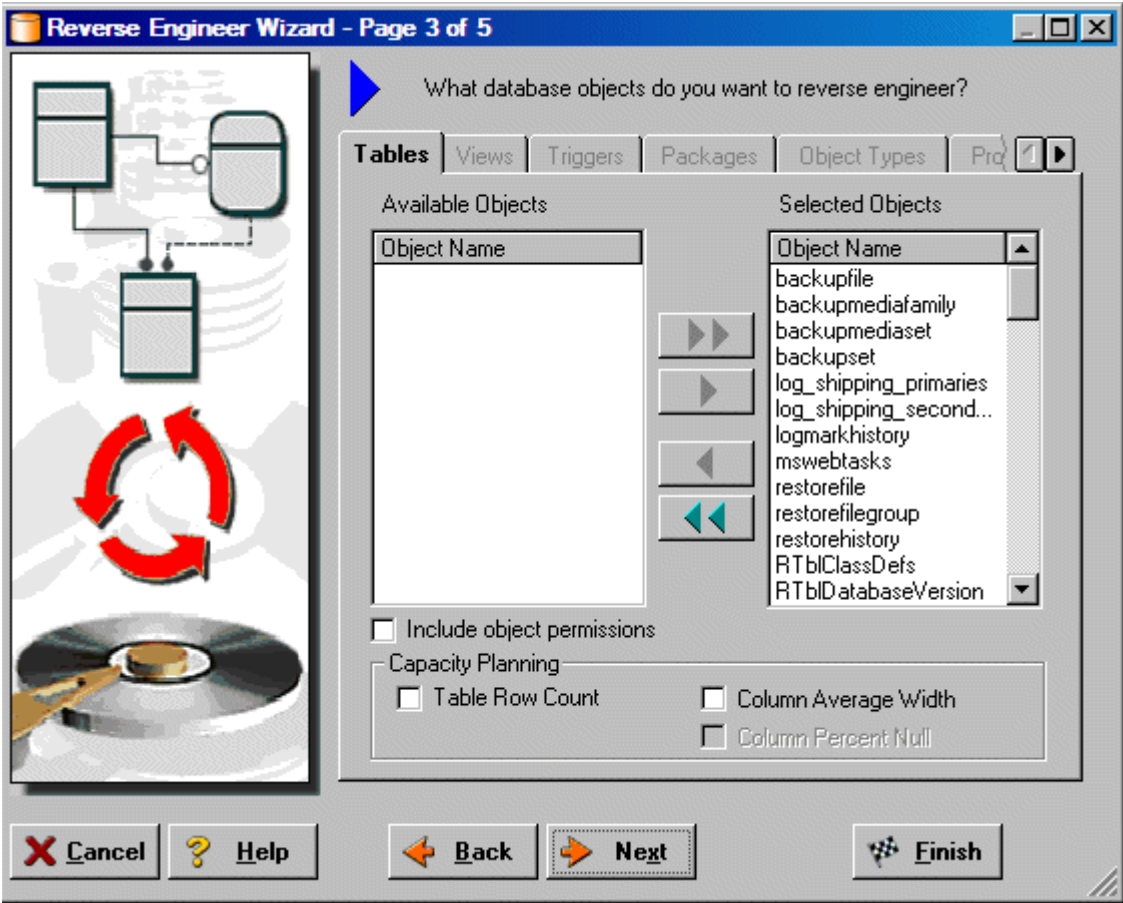 Reverse Engineer Wizard - Page 3 of 5
What database objects do you want to reverse engineer?
Tables Views Triggers Packages Object Types Pro
Available Objects Selected Objects
Object Name Object Name
backupfile
backupmediafamily
backupmediaset
backupset
log_shipping_primaries
log_shipping_second...
logmarkhistory
mswebtasks
restorefile
restorefilegroup
restorehistory
RTblClassDefs
RTblDatabaseVersion
Include object permissions
Capacity Planning
Table Row Count Column Average Width
Column Percent Null
Cancel Help Back Next Finish